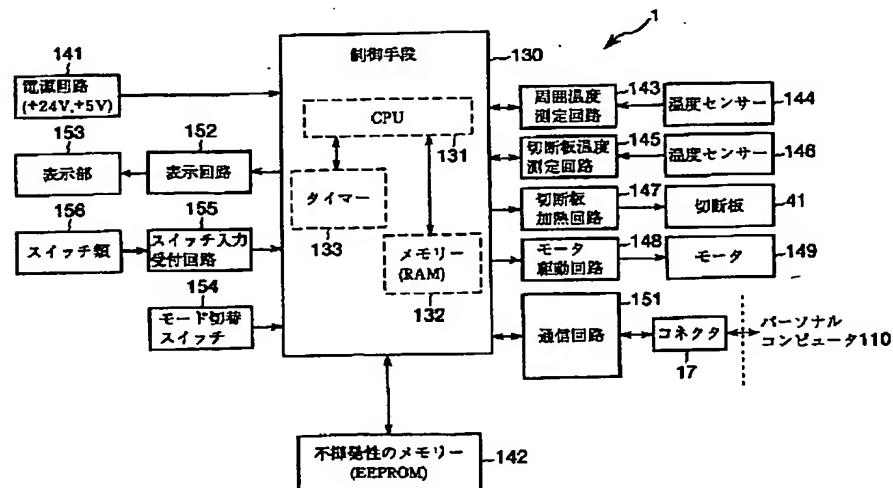 1
141
電源回路
(+24V,+5V)
制御手段
130
CPU
131
タイマー
133
メモリー
(RAM)
132
153
表示部
152
表示回路
156
スイッチ類
155
スイッチ入力
受付回路
154
モード切替
スイッチ
周囲温度
測定回路
143
温度センサー
144
切断板温度
測定回路
145
温度センサー
146
切断板
加熱回路
147
切断板
41
モータ
駆動回路
148
モータ
149
151
通信回路
コネクタ
17
パーソナル
コンピュータ110
不揮発性のメモリー
(EEPROM)
142